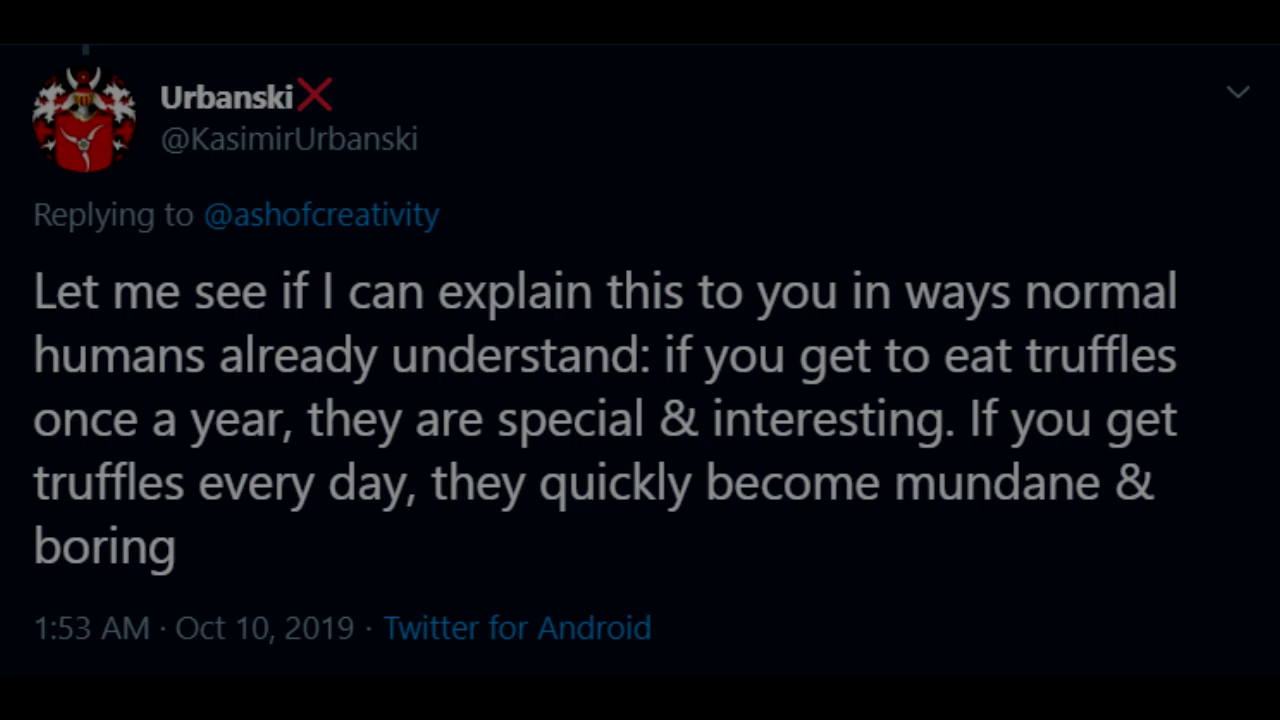 Urbanski❌
@KasimirUrbanski
Replying to @ashofcreativity
Let me see if I can explain this to you in ways normal
humans already understand: if you get to eat truffles
once a year, they are special & interesting. If you get
truffles every day, they quickly become mundane &
boring
1:53 AM · Oct 10, 2019 · Twitter for Android